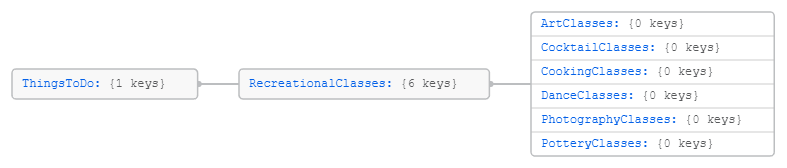 ThingsToDo: {1 keys}
RecreationalClasses: {6 keys}
ArtClasses: {0 keys}
CocktailClasses: {0 keys}
CookingClasses: {0 keys}
DanceClasses: {0 keys}
PhotographyClasses: {0 keys}
PotteryClasses: {0 keys}